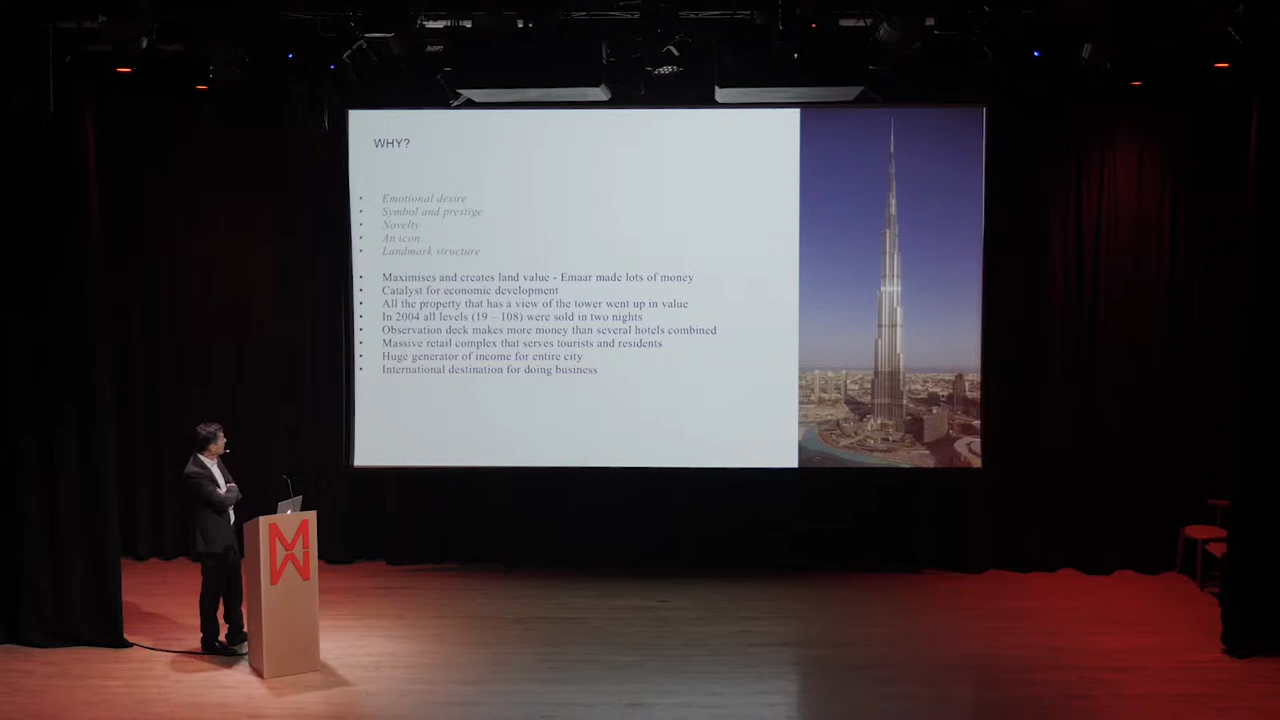 WHY?
• Emotional desire
• Symbol and prestige
• Novelty
• An icon
• Landmark structure
• Maximises and creates land value - Emaar made lots of money
• Catalyst for economic development
• All the property that has a view of the tower went up in value
• In 2004 all levels (19 – 108) were sold in two nights
• Observation deck makes more money than several hotels combined
• Massive retail complex that serves tourists and residents
• Huge generator of income for entire city
• International destination for doing business